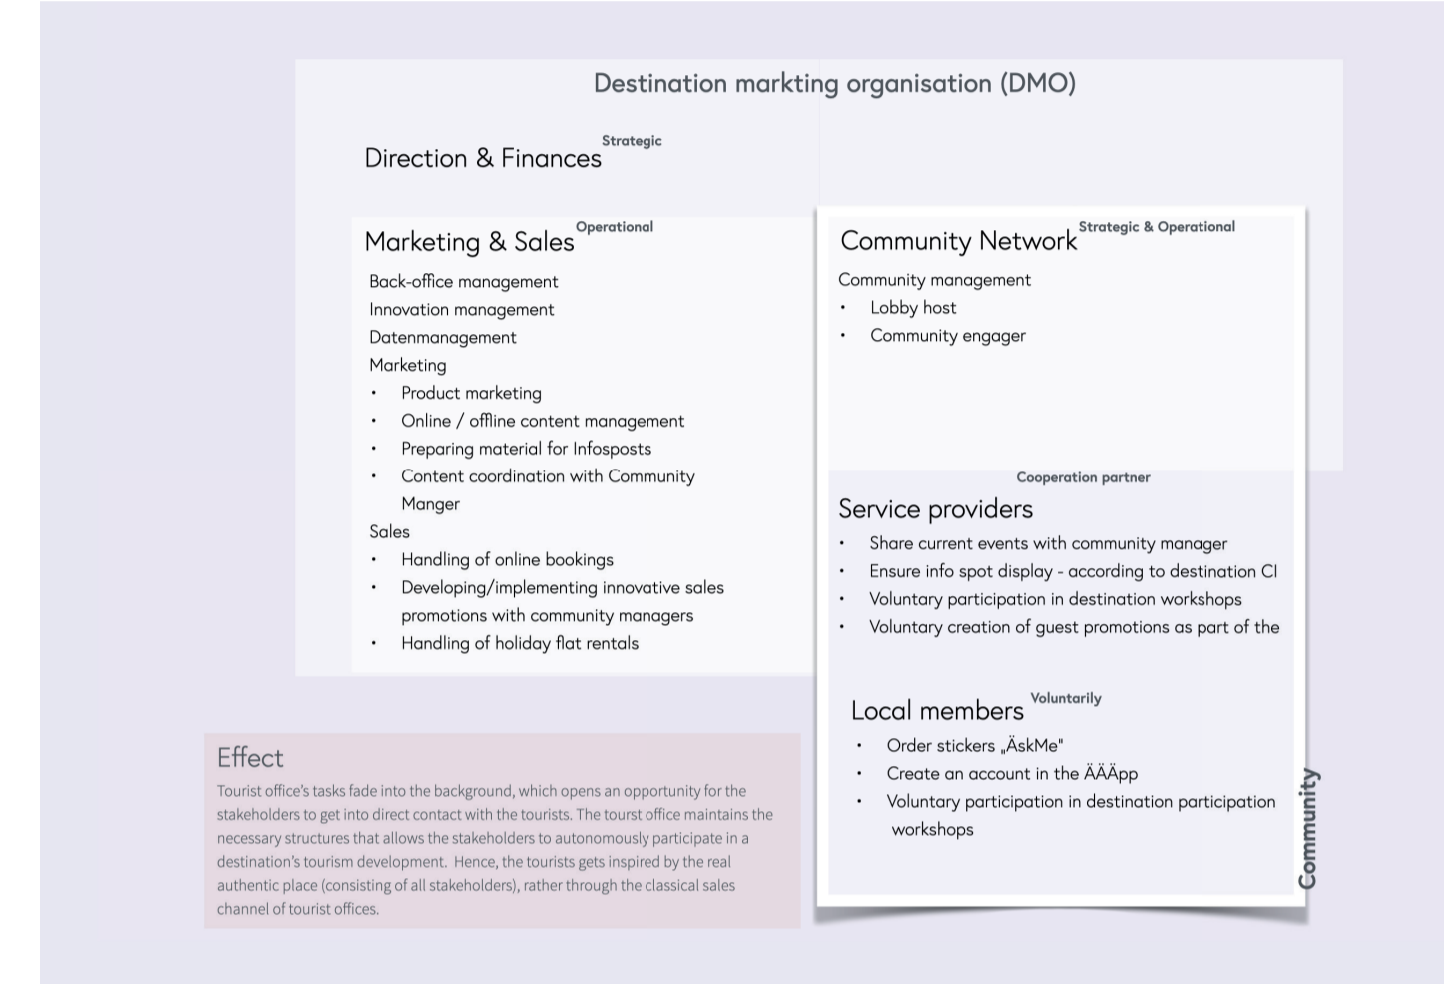 Destination markting organisation (DMO)
Strategic
Direction & Finances
Operational
Marketing & Sales
Back-office management
Innovation management
Datenmanagement
Marketing
• Product marketing
• Online / offline content management
• Preparing material for Infosposts
• Content coordination with Community
Manger
Sales
• Handling of online bookings
• Developing/implementing innovative sales
promotions with community managers
• Handling of holiday flat rentals
Strategic & Operational
Community Network
Community management
• Lobby host
• Community engager
Cooperation partner
Service providers
• Share current events with community manager
• Ensure info spot display - according to destination CI
• Voluntary participation in destination workshops
• Voluntary creation of guest promotions as part of the
Voluntarily
Local members
• Order stickers „ÄskMe"
• Create an account in the ÄÄÄpp
• Voluntary participation in destination participation
workshops
Community
Effect
Tourist office's tasks fade into the background, which opens an opportunity for the
stakeholders to get into direct contact with the tourists. The tourst office maintains the
necessary structures that allows the stakeholders to autonomously participate in a
destination's tourism development. Hence, the tourists gets inspired by the real
authentic place (consisting of all stakeholders), rather through the classical sales
channel of tourist offices.